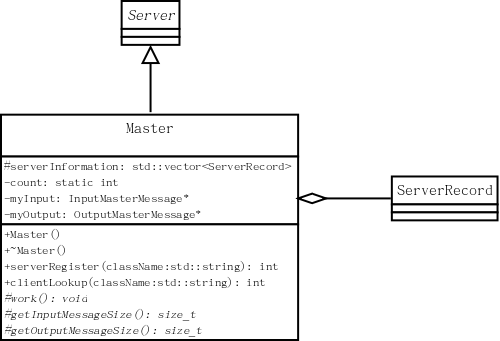 Server
Master
#serverInformation: std::vector<ServerRecord>
-count: static int
-myInput: InputMasterMessage*
-myOutput: OutputMasterMessage*
ServerRecord
+Master()
+~Master()
+serverRegister(className:std::string): int
+clientLookup(className:std::string): int
#work(): void
#getInputMessageSize(): size_t
#getOutputMessageSize(): size_t